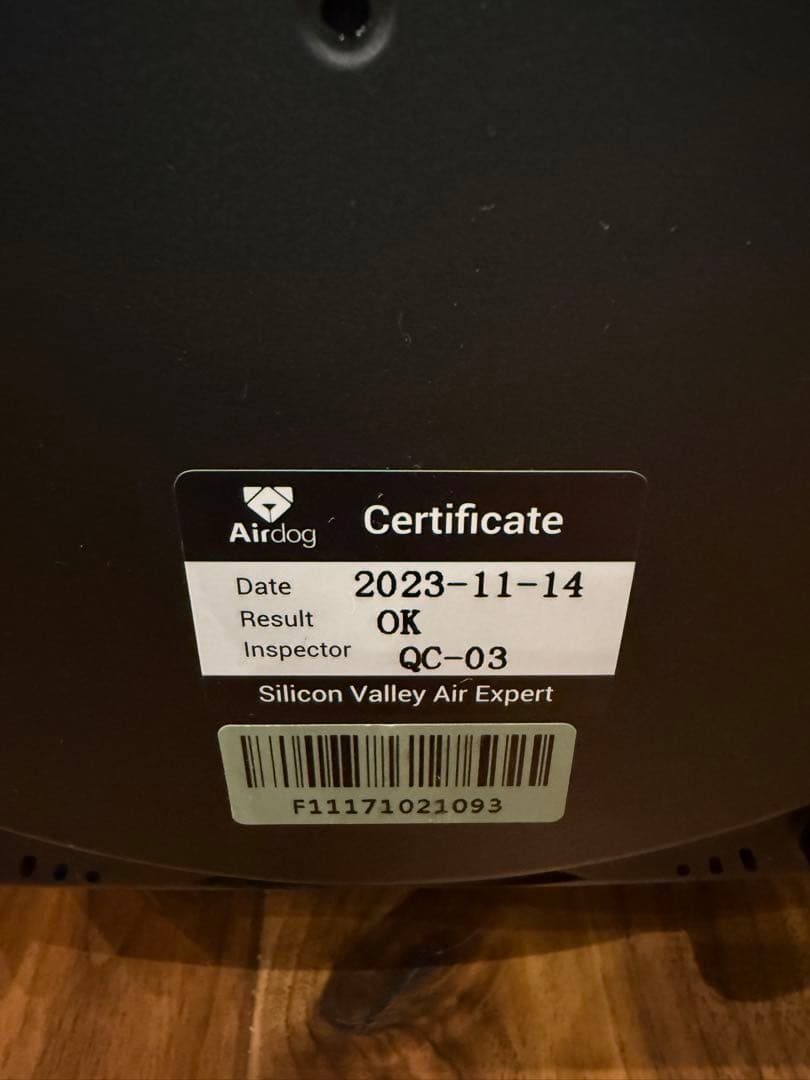 Airdog
Certificate
Date 2023-11-14
Result OK
Inspector QC-03
Silicon Valley Air Expert
F11171021093